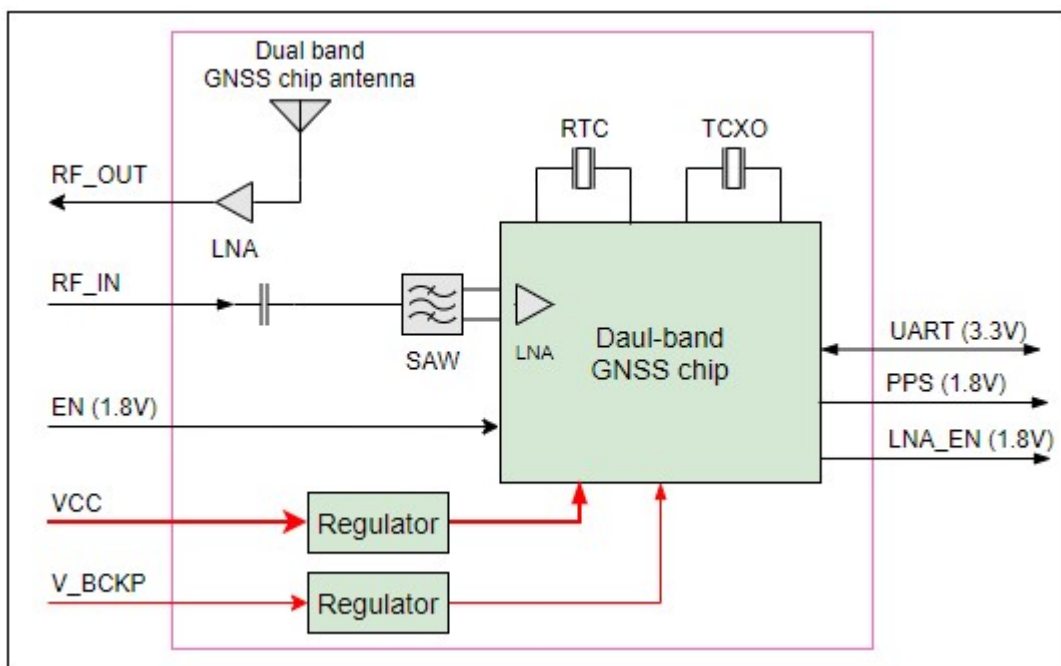 Dual band
GNSS chip antenna
RTC
TCXO
RF_OUT
LNA
RF_IN
SAW
LNA
Daul-band
GNSS chip
UART (3.3V)
PPS (1.8V)
LNA_EN (1.8V)
EN (1.8V)
VCC
Regulator
V_BCKP
Regulator